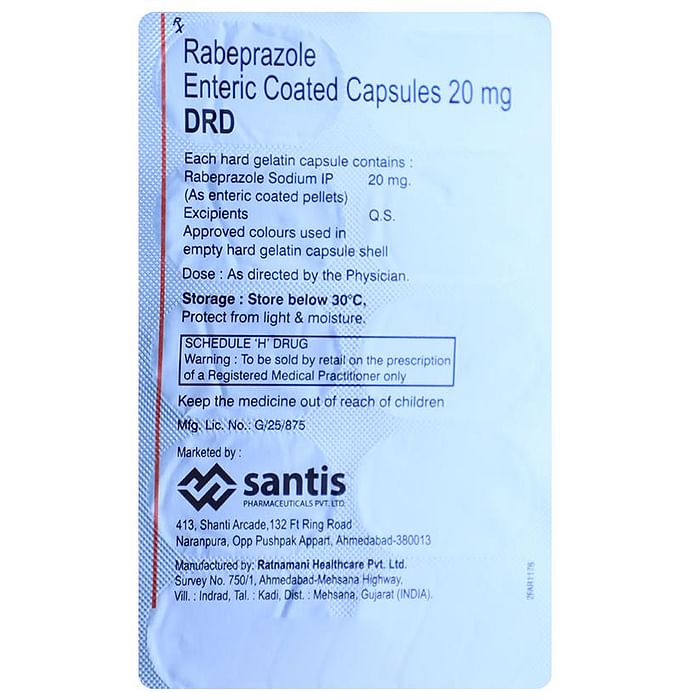 Rx
Rabeprazole
Enteric Coated Capsules 20 mg
DRD
Each hard gelatin capsule contains :
Rabeprazole Sodium IP 20 mg.
(As enteric coated pellets)
Excipients Q.S.
Approved colours used in
empty hard gelatin capsule shell
Dose : As directed by the Physician.
Storage : Store below 30°C,
Protect from light & moisture.
SCHEDULE 'H' DRUG
Warning : To be sold by retail on the prescription
of a Registered Medical Practitioner only
Keep the medicine out of reach of children
Mfg. Lic. No.: G/25/875
Marketed by :
santis
PHARMACEUTICALS PVT. LTD.
413, Shanti Arcade,132 Ft Ring Road
Naranpura, Opp Pushpak Appart, Ahmedabad-380013
Manufactured by: Ratnamani Healthcare Pvt. Ltd.
Survey No. 750/1, Ahmedabad-Mehsana Highway,
Vill. : Indrad, Tal. : Kadi, Dist. : Mehsana, Gujarat (INDIA).